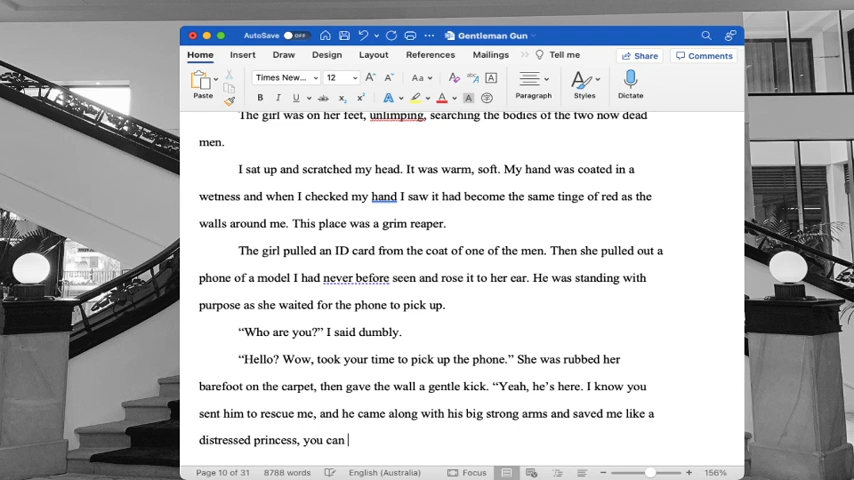 AutoSave OFF Gentleman Gun
Home Insert Draw Design Layout References Mailings >> Tell me Share Comments
Paste Times New... 12 A A Aa A abc A Paragraph Styles Dictate
B I U ab x₂ x² A A A
The girl was on her feet, unlimping, searching the bodies of the two now dead
men.
I sat up and scratched my head. It was warm, soft. My hand was coated in a
wetness and when I checked my hand I saw it had become the same tinge of red as the
walls around me. This place was a grim reaper.
The girl pulled an ID card from the coat of one of the men. Then she pulled out a
phone of a model I had never before seen and rose it to her ear. He was standing with
purpose as she waited for the phone to pick up.
“Who are you?” I said dumbly.
“Hello? Wow, took your time to pick up the phone.” She was rubbed her
barefoot on the carpet, then gave the wall a gentle kick. “Yeah, he’s here. I know you
sent him to rescue me, and he came along with his big strong arms and saved me like a
distressed princess, you can
Page 10 of 31 8788 words English (Australia) Focus 156%